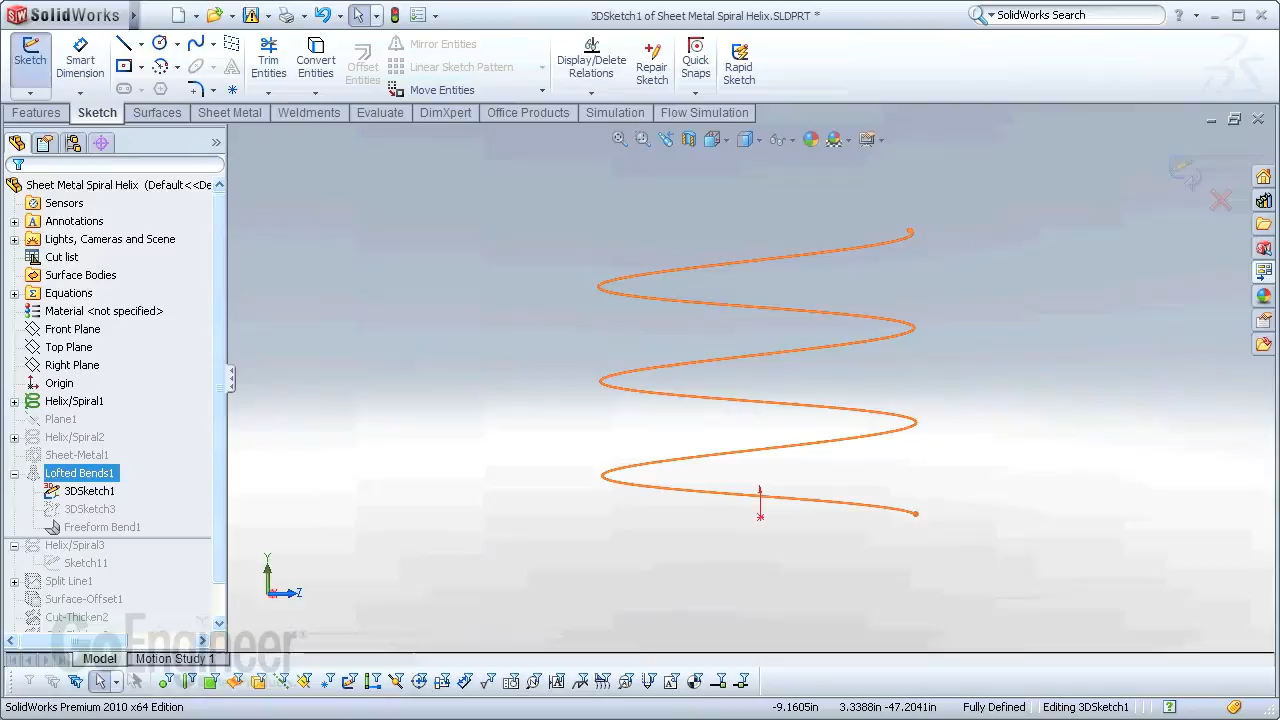 SolidWorks
3DSketch1 of Sheet Metal Spiral Helix.SLDPRT *
SolidWorks Search
Sketch
Smart Dimension
Trim Entities
Convert Entities
Offset Entities
Mirror Entities
Linear Sketch Pattern
Move Entities
Display/Delete Relations
Repair Sketch
Quick Snaps
Rapid Sketch
Features
Sketch
Surfaces
Sheet Metal
Weldments
Evaluate
DimXpert
Office Products
Simulation
Flow Simulation
Sheet Metal Spiral Helix (Default<<De
Sensors
Annotations
Lights, Cameras and Scene
Cut list
Surface Bodies
Equations
Material <not specified>
Front Plane
Top Plane
Right Plane
Origin
Helix/Spiral1
Plane1
Helix/Spiral2
Sheet-Metal1
Lofted Bends1
3DSketch1
3DSketch3
Freeform Bend1
Helix/Spiral3
Sketch11
Split Line1
Surface-Offset1
Cut-Thicken2
GoEngineer
Y
Z
Model
Motion Study 1
SolidWorks Premium 2010 x64 Edition
-9.1605in
3.3388in
-47.2041in
Fully Defined
Editing 3DSketch1